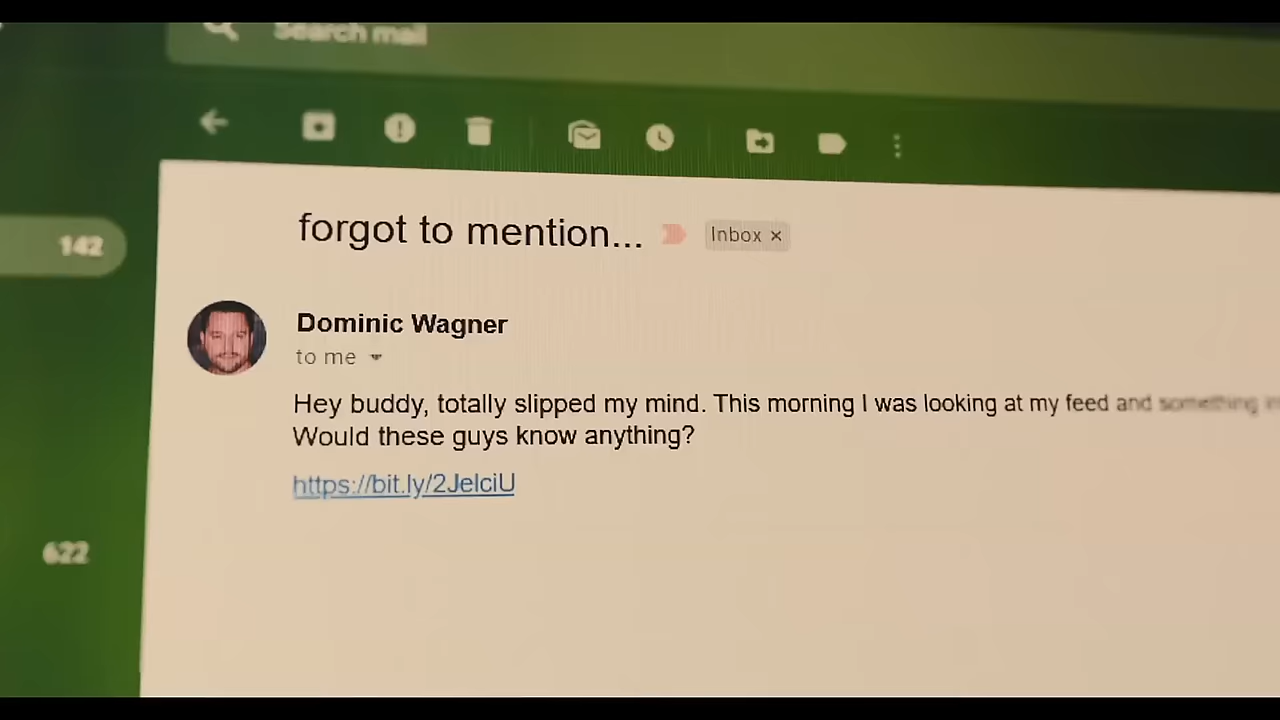 Search mail
142
forgot to mention...
Inbox ×
Dominic Wagner
to me
Hey buddy, totally slipped my mind. This morning I was looking at my feed and something
Would these guys know anything?
https://bit.ly/2JelciU
622